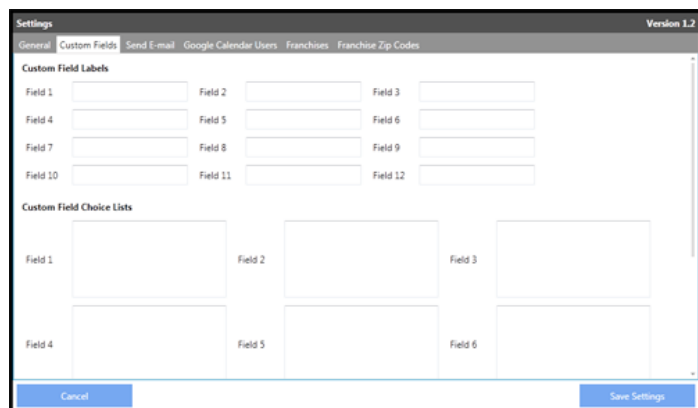 Settings Version 1.2
General Custom Fields Send E-mail Google Calendar Users Franchises Franchise Zip Codes
Custom Field Labels
Field 1 Field 2 Field 3
Field 4 Field 5 Field 6
Field 7 Field 8 Field 9
Field 10 Field 11 Field 12
Custom Field Choice Lists
Field 1 Field 2 Field 3
Field 4 Field 5 Field 6
Cancel Save Settings